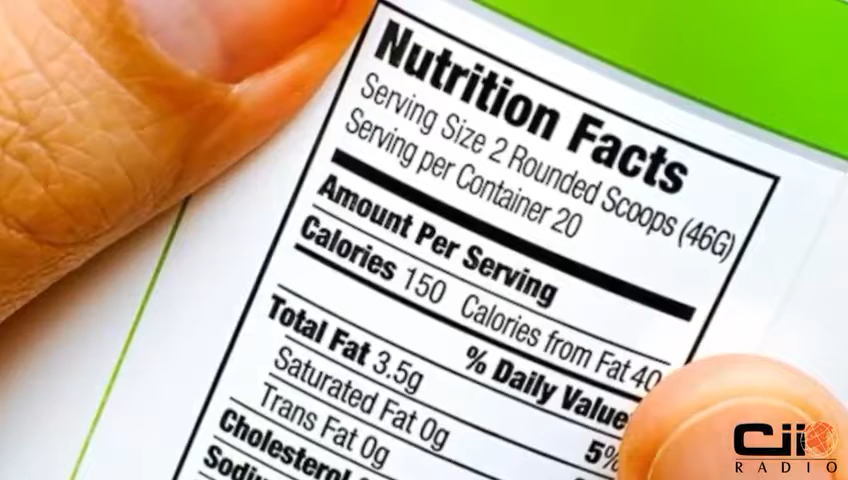 Nutrition Facts
Serving Size 2 Rounded Scoops (46G)
Serving per Container 20
Amount Per Serving
Calories 150 Calories from Fat 40
% Daily Value
Total Fat 3.5g 5%
Saturated Fat 0g
Trans Fat 0g
Cholesterol
Cii
RADIO